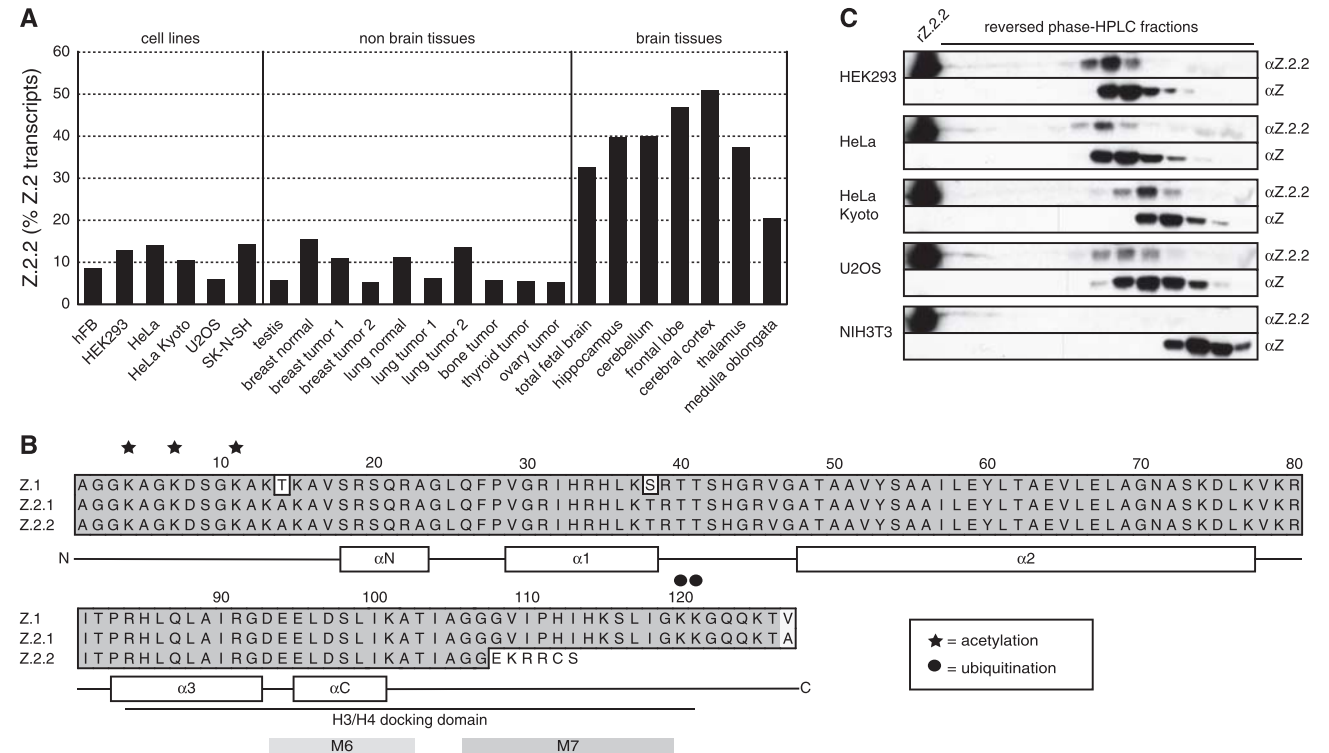 A
cell lines
non brain tissues
brain tissues
Z.2.2 (% Z.2 transcripts)
60
50
40
30
20
10
0
hFB
HEK293
HeLa
HeLa Kyoto
U2OS
SK-N-SH
testis
breast normal
breast tumor 1
breast tumor 2
lung normal
lung tumor 1
lung tumor 2
bone tumor
thyroid tumor
ovary tumor
total fetal brain
hippocampus
cerebellum
frontal lobe
cerebral cortex
thalamus
medulla oblongata
C
rZ.2.2
reversed phase-HPLC fractions
HEK293
αZ.2.2
αZ
HeLa
αZ.2.2
αZ
HeLa
Kyoto
αZ.2.2
αZ
U2OS
αZ.2.2
αZ
NIH3T3
αZ.2.2
αZ
B
10 20 30 40 50 60 70 80
Z.1 AGGKAGKDSGKAKTKAVSRSQRAGLQFPVGRIHRHLKSRTTSHGRVGATAAVYSAAILEYLTAEVLELAGNASKDLKVKR
Z.2.1 AGGKAGKDSGKAKAKAVSRSQRAGLQFPVGRIHRHLKTRTTSHGRVGATAAVYSAAILEYLTAEVLELAGNASKDLKVKR
Z.2.2 AGGKAGKDSGKAKAKAVSRSQRAGLQFPVGRIHRHLKTRTTSHGRVGATAAVYSAAILEYLTAEVLELAGNASKDLKVKR
N αN α1 α2
90 100 110 120
Z.1 ITPRHLQLAIRGDEELDSLIKATIAGGGVIPHIHKSLIGKKGQQKTV
Z.2.1 ITPRHLQLAIRGDEELDSLIKATIAGGGVIPHIHKSLIGKKGQQKTA
Z.2.2 ITPRHLQLAIRGDEELDSLIKATIAGGEKRRCS
α3 αC C
H3/H4 docking domain
M6 M7
★ = acetylation
● = ubiquitination